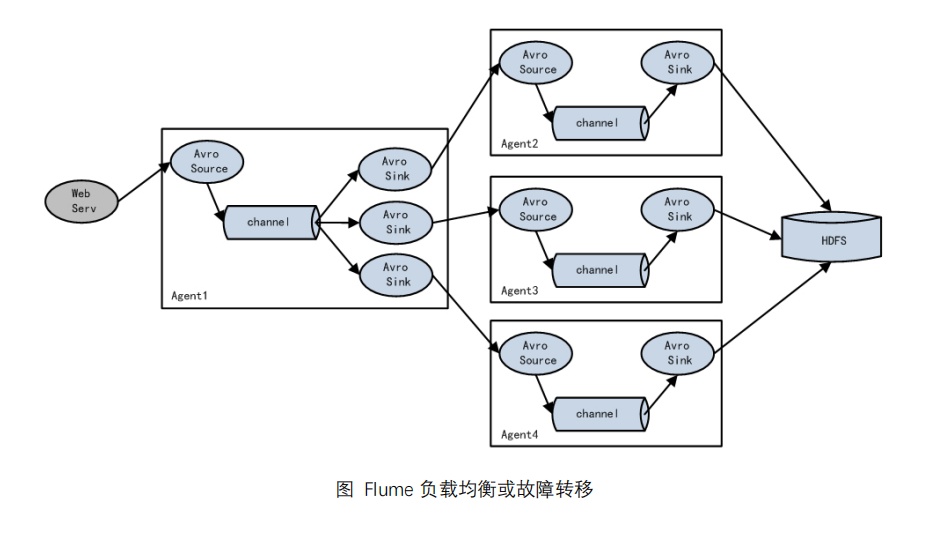 Web
Serv
Avro
Source
channel
Avro
Sink
Avro
Sink
Avro
Sink
Agent1
Avro
Source
channel
Avro
Sink
Agent2
Avro
Source
channel
Avro
Sink
Agent3
Avro
Source
channel
Avro
Sink
Agent4
HDFS
图 Flume 负载均衡或故障转移